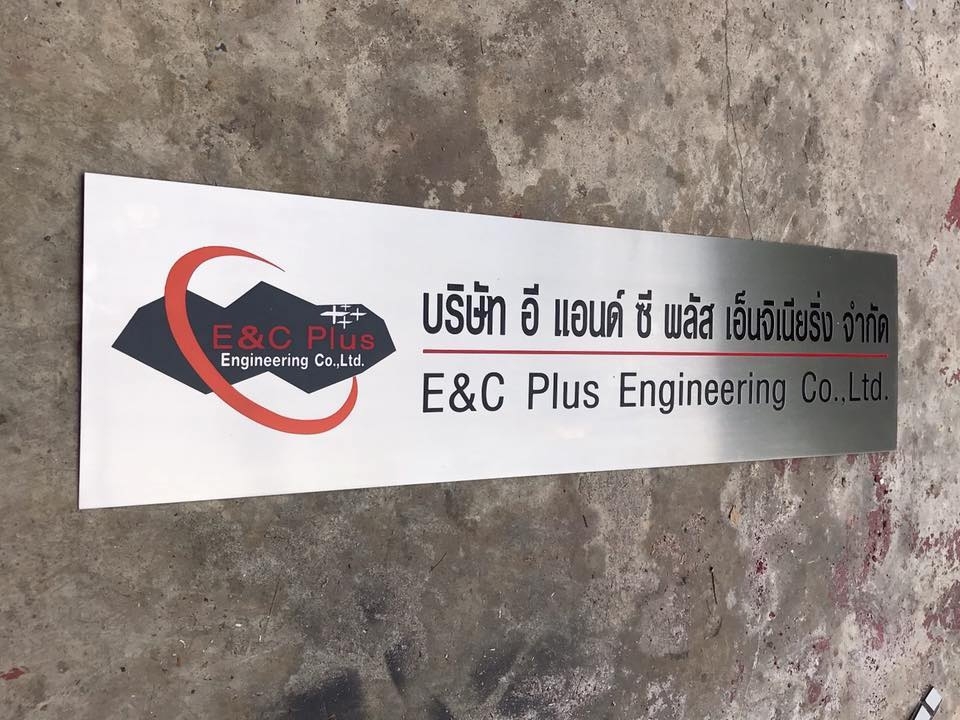 E&C Plus
Engineering Co.,Ltd.
บริษัท อี แอนด์ ซี พลัส เอ็นจิเนียริ่ง จำกัด
E&C Plus Engineering Co.,Ltd.